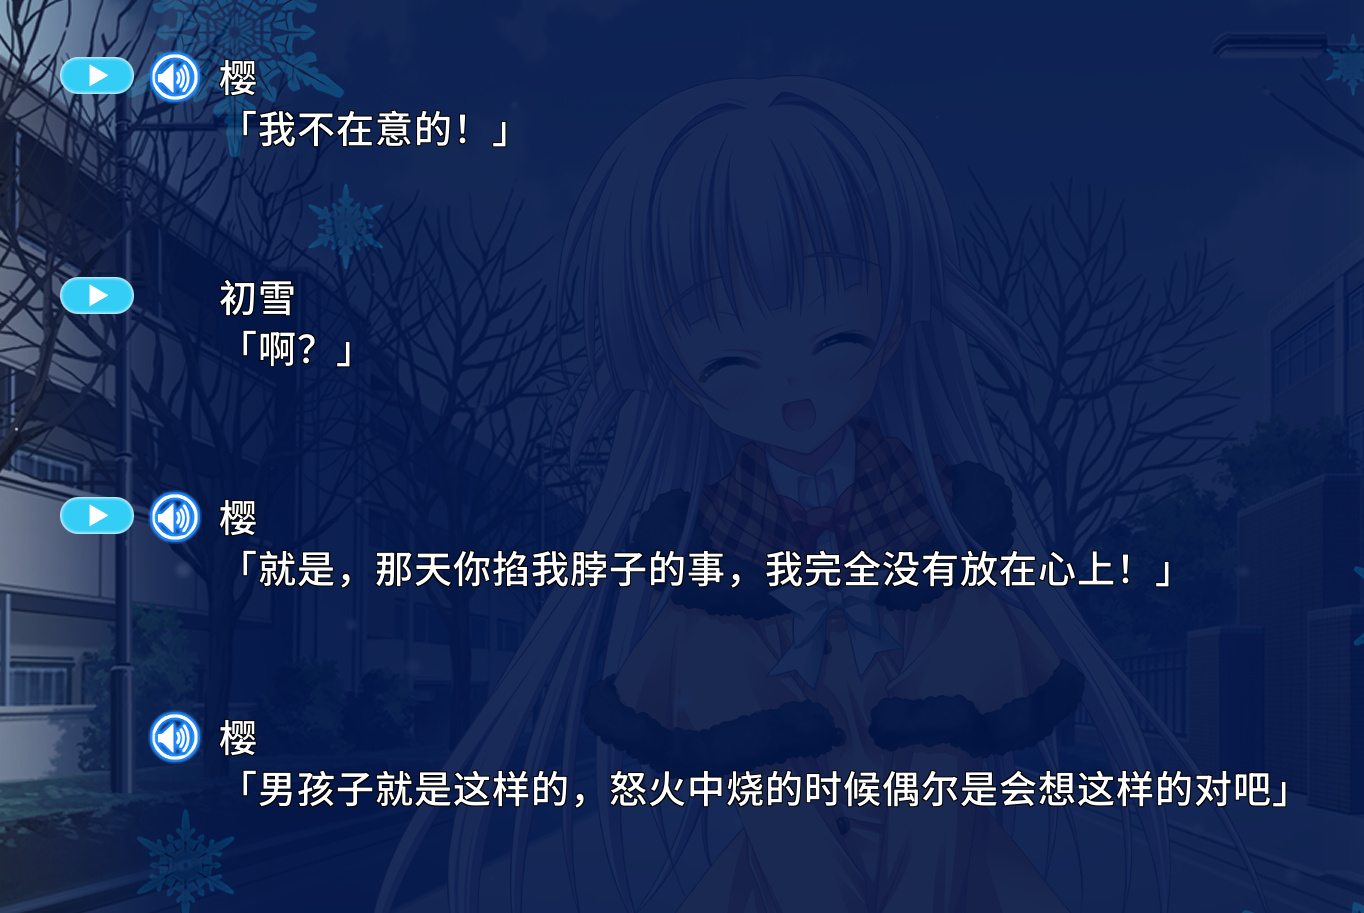 樱
「我不在意的！」
初雪
「啊？」
樱
「就是，那天你掐我脖子的事，我完全没有放在心上！」
樱
「男孩子就是这样的，怒火中烧的时候偶尔是会想这样的对吧」